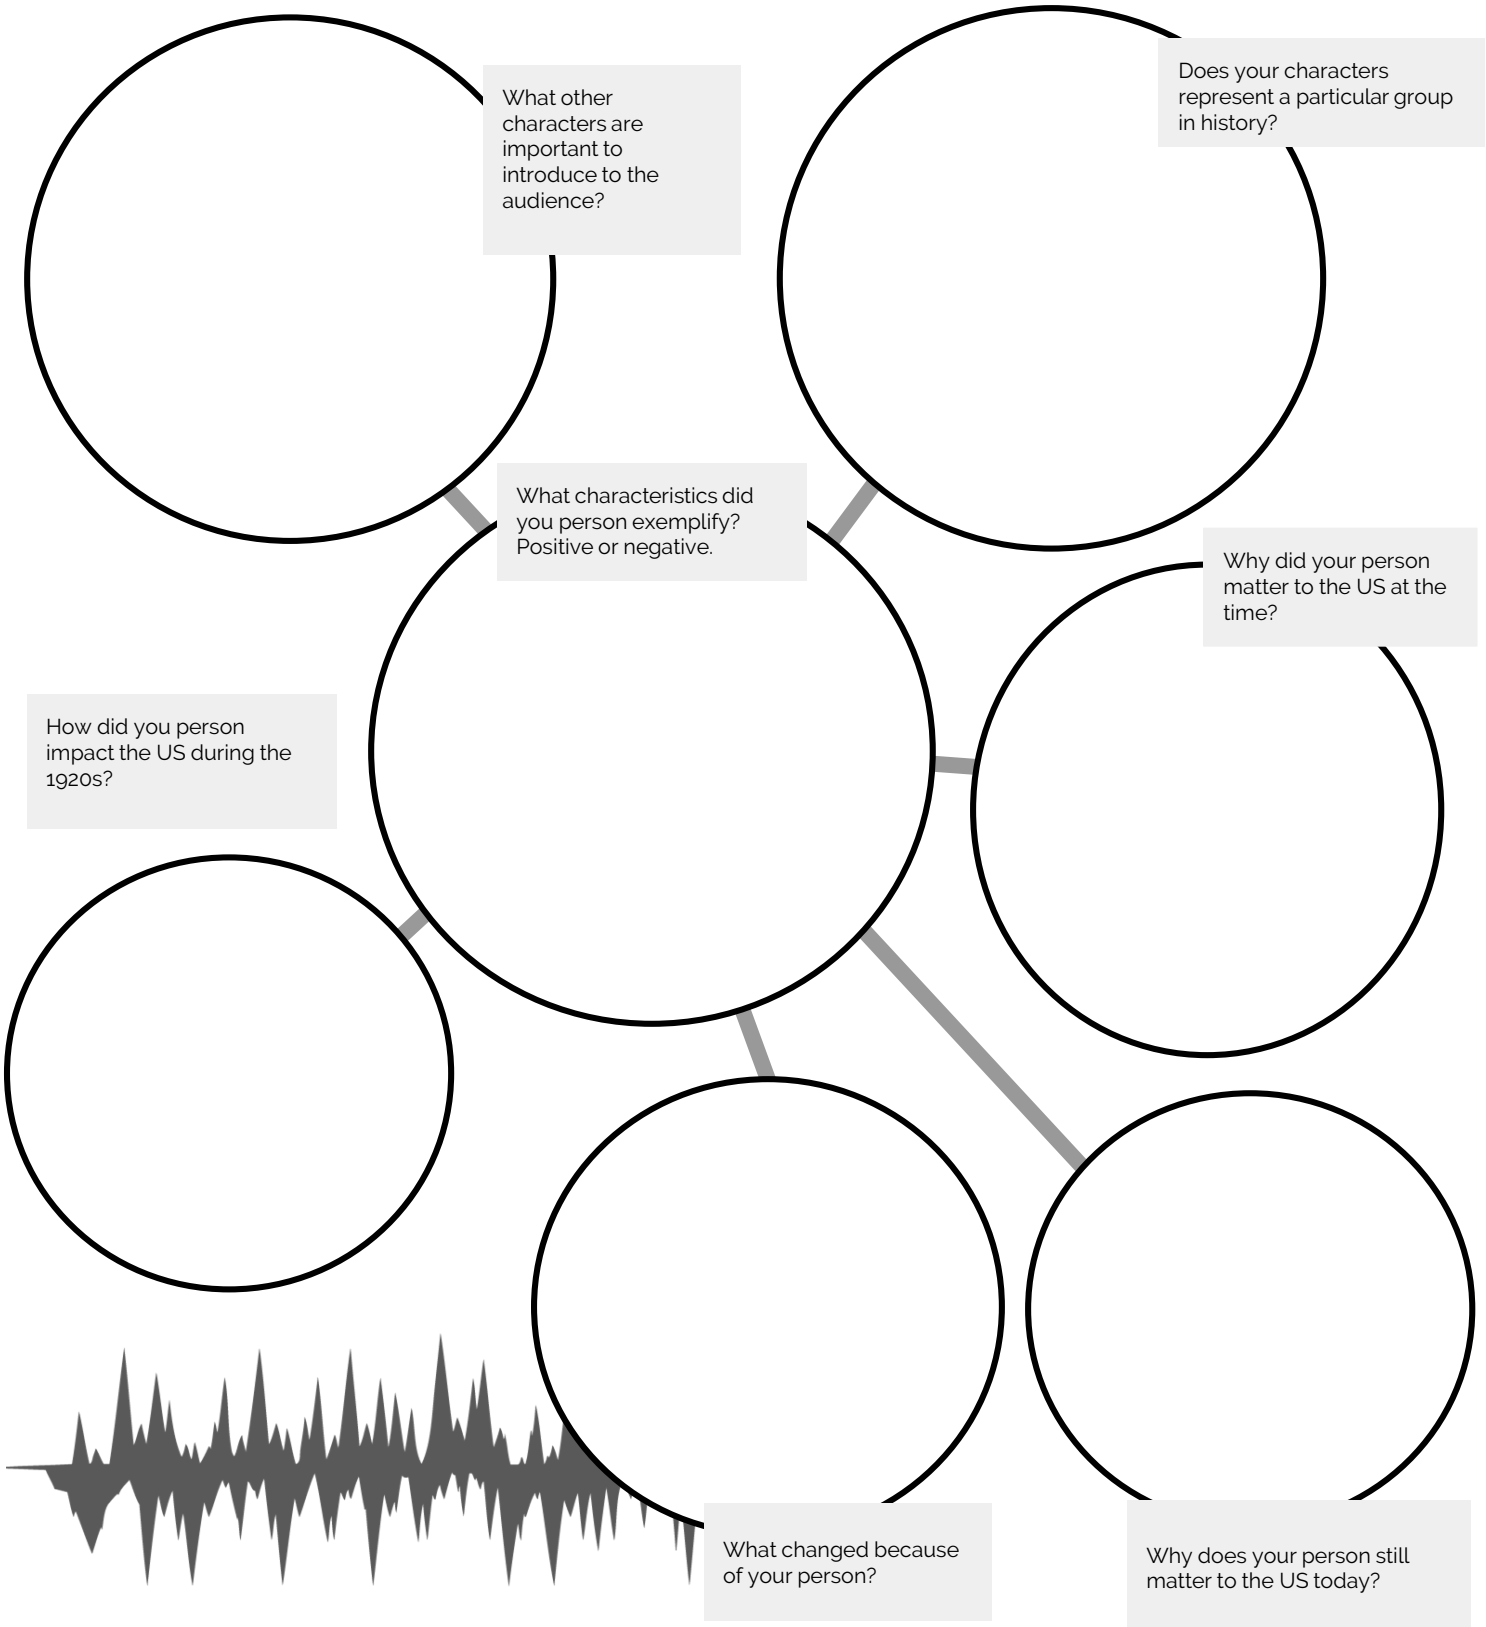 What other
characters are
important to
introduce to the
audience?
Does your characters
represent a particular group
in history?
What characteristics did
you person exemplify?
Positive or negative.
Why did your person
matter to the US at the
time?
How did you person
impact the US during the
1920s?
What changed because
of your person?
Why does your person still
matter to the US today?